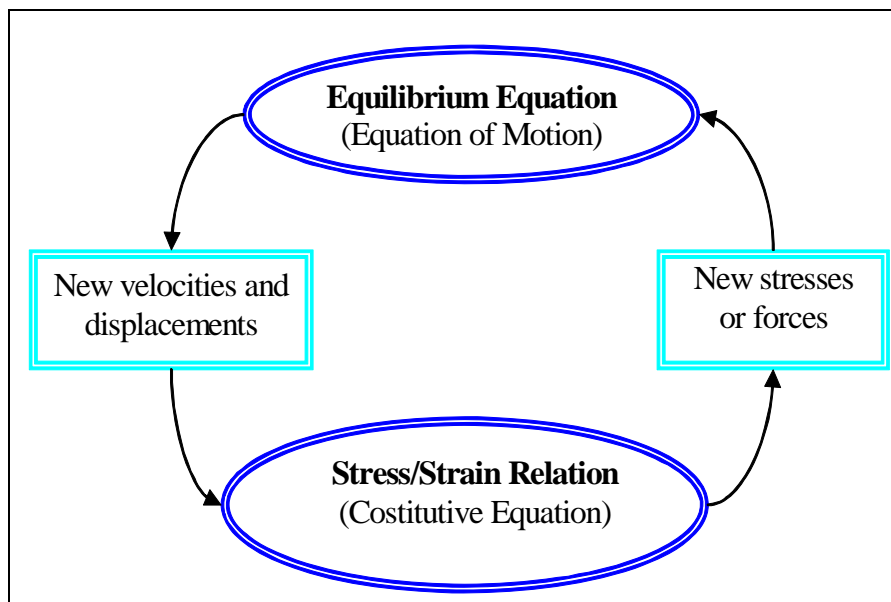 Equilibrium Equation
(Equation of Motion)
New velocities and
displacements
New stresses
or forces
Stress/Strain Relation
(Costitutive Equation)